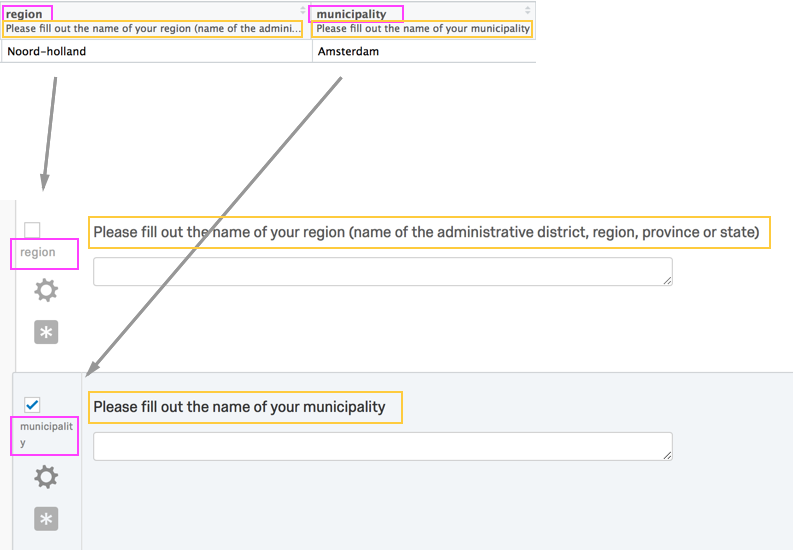 region municipality
Please fill out the name of your region (name of the admini... Please fill out the name of your municipality
Noord-holland Amsterdam
Please fill out the name of your region (name of the administrative district, region, province or state)
region
Please fill out the name of your municipality
municipalit
y